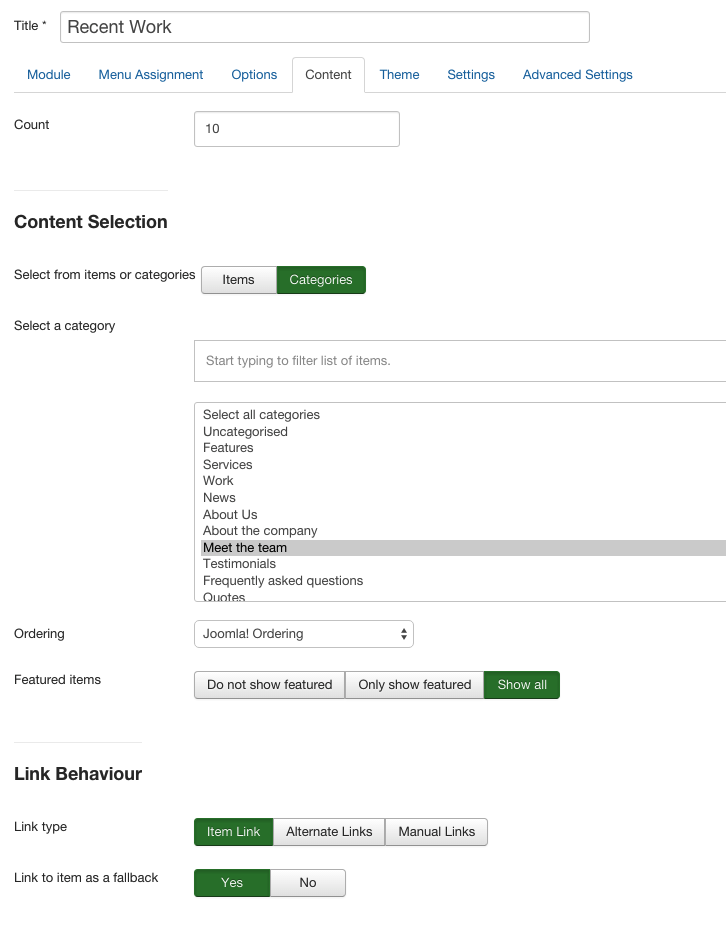 Title * Recent Work
Module Menu Assignment Options Content Theme Settings Advanced Settings
Count 10
Content Selection
Select from items or categories Items Categories
Select a category
Start typing to filter list of items.
Select all categories
Uncategorised
Features
Services
Work
News
About Us
About the company
Meet the team
Testimonials
Frequently asked questions
Quotes
Ordering Joomla! Ordering
Featured items Do not show featured Only show featured Show all
Link Behaviour
Link type Item Link Alternate Links Manual Links
Link to item as a fallback Yes No